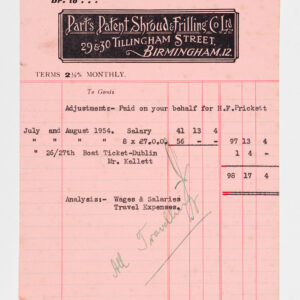 DR. to ...
Part's Patent Shroud & Frilling Co Ltd.
29 & 30 TILLINGHAM STREET,
BIRMINGHAM, 12.
TERMS 2½% MONTHLY.
To Goods
Adjustments- Paid on your behalf for H.F.Prickett
July and August 1954. Salary 41 13 4
" " " 8 x 27.0.0. 56 - - 97 13 4
" 26/27th Boat Ticket-Dublin 1 4 -
Mr. Kellett
98 17 4
Analysis:- Wages & Salaries
Travel Expenses.
All Travelling